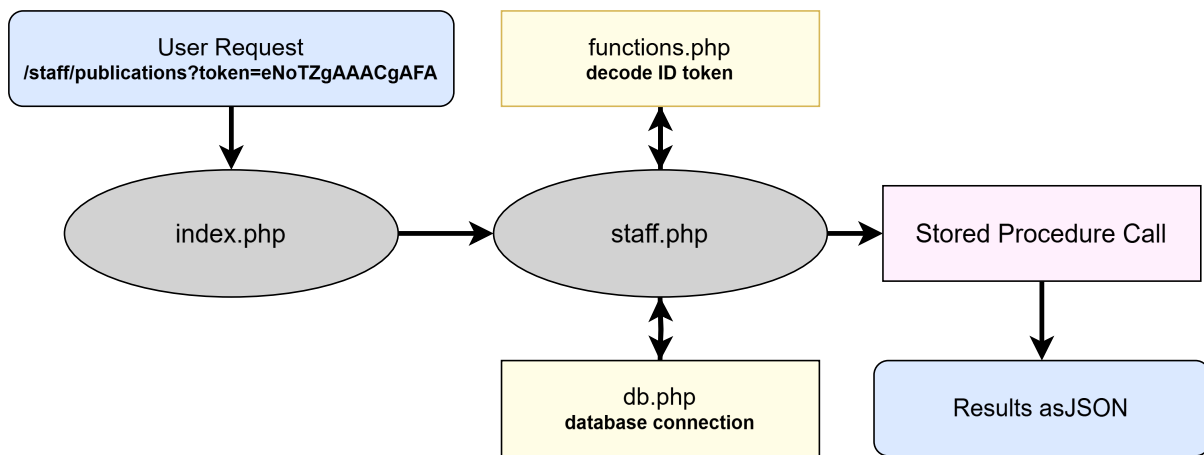 User Request
/staff/publications?token=eNoTZgAAACgAFA
functions.php
decode ID token
index.php
staff.php
Stored Procedure Call
db.php
database connection
Results asJSON